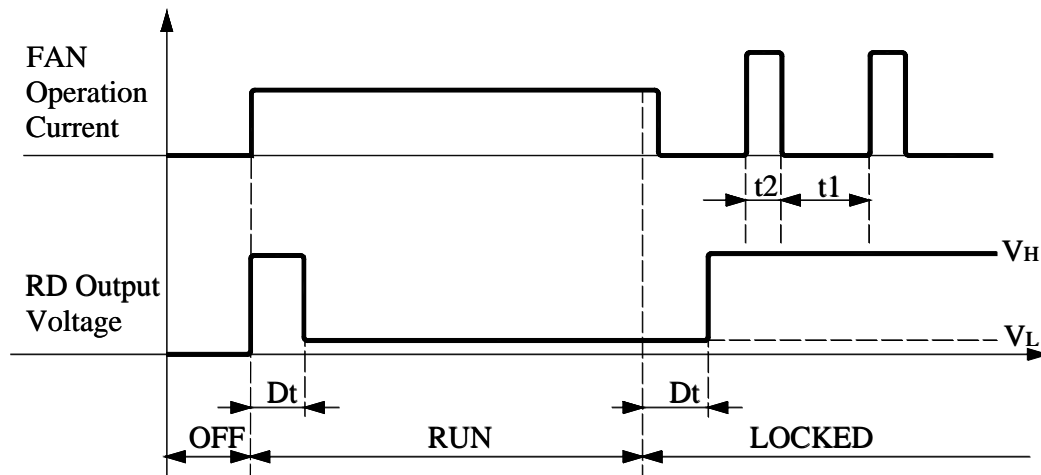 FAN
Operation
Current
t2
t1
VH
RD Output
Voltage
VL
Dt
Dt
OFF
RUN
LOCKED